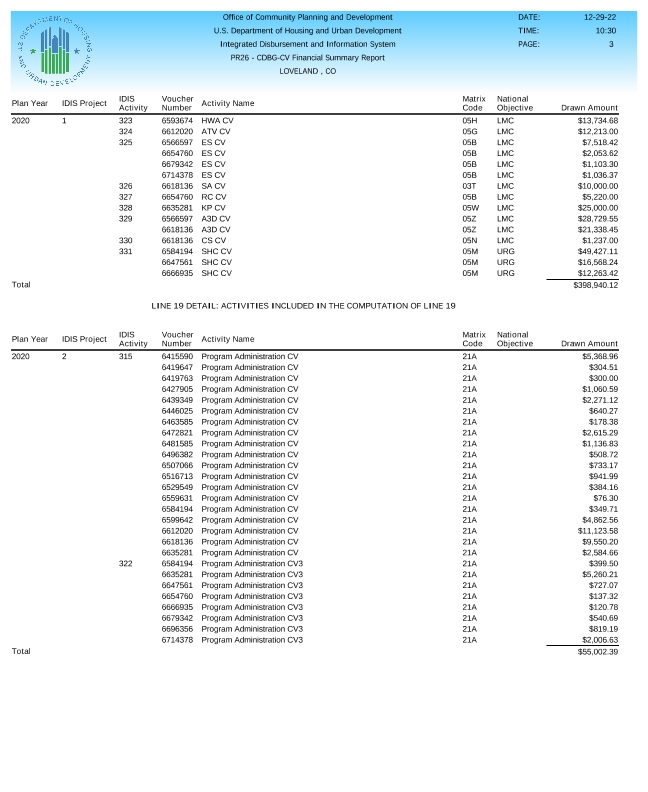 Office of Community Planning and Development DATE: 12-29-22
U.S. Department of Housing and Urban Development TIME: 10:30
Integrated Disbursement and Information System PAGE: 3
PR26 - CDBG-CV Financial Summary Report
LOVELAND , CO
U.S. DEPARTMENT OF HOUSING AND URBAN DEVELOPMENT
Plan Year IDIS Project IDIS Activity Voucher Number Activity Name Matrix Code National Objective Drawn Amount
2020 1 323 6593674 HWA CV 05H LMC $13,734.68
324 6612020 ATV CV 05G LMC $12,213.00
325 6566597 ES CV 05B LMC $7,518.42
6654760 ES CV 05B LMC $2,053.62
6679342 ES CV 05B LMC $1,103.30
6714378 ES CV 05B LMC $1,036.37
326 6618136 SA CV 03T LMC $10,000.00
327 6654760 RC CV 05B LMC $5,220.00
328 6635281 KP CV 05W LMC $25,000.00
329 6566597 A3D CV 05Z LMC $28,729.55
6618136 A3D CV 05Z LMC $21,338.45
330 6618136 CS CV 05N LMC $1,237.00
331 6584194 SHC CV 05M URG $49,427.11
6647561 SHC CV 05M URG $16,568.24
6666935 SHC CV 05M URG $12,263.42
Total $398,940.12
LINE 19 DETAIL: ACTIVITIES INCLUDED IN THE COMPUTATION OF LINE 19
Plan Year IDIS Project IDIS Activity Voucher Number Activity Name Matrix Code National Objective Drawn Amount
2020 2 315 6415590 Program Administration CV 21A $5,368.96
6419647 Program Administration CV 21A $304.51
6419763 Program Administration CV 21A $300.00
6427905 Program Administration CV 21A $1,060.59
6439349 Program Administration CV 21A $2,271.12
6446025 Program Administration CV 21A $640.27
6463585 Program Administration CV 21A $178.38
6472821 Program Administration CV 21A $2,615.29
6481585 Program Administration CV 21A $1,136.83
6496382 Program Administration CV 21A $508.72
6507066 Program Administration CV 21A $733.17
6516713 Program Administration CV 21A $941.99
6529549 Program Administration CV 21A $384.16
6559631 Program Administration CV 21A $76.30
6584194 Program Administration CV 21A $349.71
6599642 Program Administration CV 21A $4,862.56
6612020 Program Administration CV 21A $11,123.58
6618136 Program Administration CV 21A $9,550.20
6635281 Program Administration CV 21A $2,584.66
322 6584194 Program Administration CV3 21A $399.50
6635281 Program Administration CV3 21A $5,260.21
6647561 Program Administration CV3 21A $727.07
6654760 Program Administration CV3 21A $137.32
6666935 Program Administration CV3 21A $120.78
6679342 Program Administration CV3 21A $540.69
6696356 Program Administration CV3 21A $819.19
6714378 Program Administration CV3 21A $2,006.63
Total $55,002.39